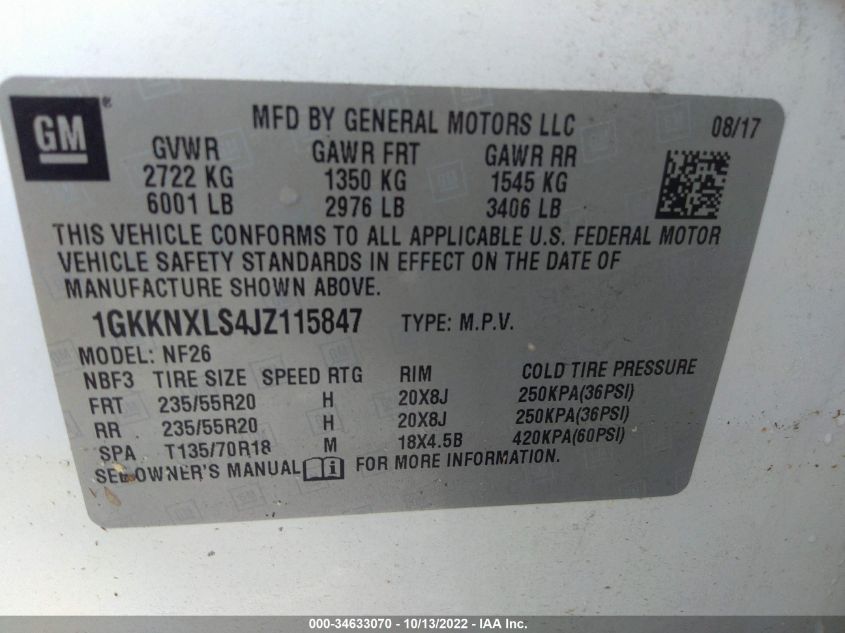 GM ® MFD BY GENERAL MOTORS LLC 08/17
GVWR GAWR FRT GAWR RR
2722 KG 1350 KG 1545 KG
6001 LB 2976 LB 3406 LB
THIS VEHICLE CONFORMS TO ALL APPLICABLE U.S. FEDERAL MOTOR
VEHICLE SAFETY STANDARDS IN EFFECT ON THE DATE OF
MANUFACTURE SHOWN ABOVE.
1GKKNXLS4JZ115847 TYPE: M.P.V.
MODEL: NF26
NBF3 TIRE SIZE SPEED RTG RIM COLD TIRE PRESSURE
FRT 235/55R20 H 20X8J 250KPA(36PSI)
RR 235/55R20 H 20X8J 250KPA(36PSI)
SPA T135/70R18 M 18X4.5B 420KPA(60PSI)
SEE OWNER'S MANUAL i FOR MORE INFORMATION.
000-34633070 - 10/13/2022 - IAA Inc.